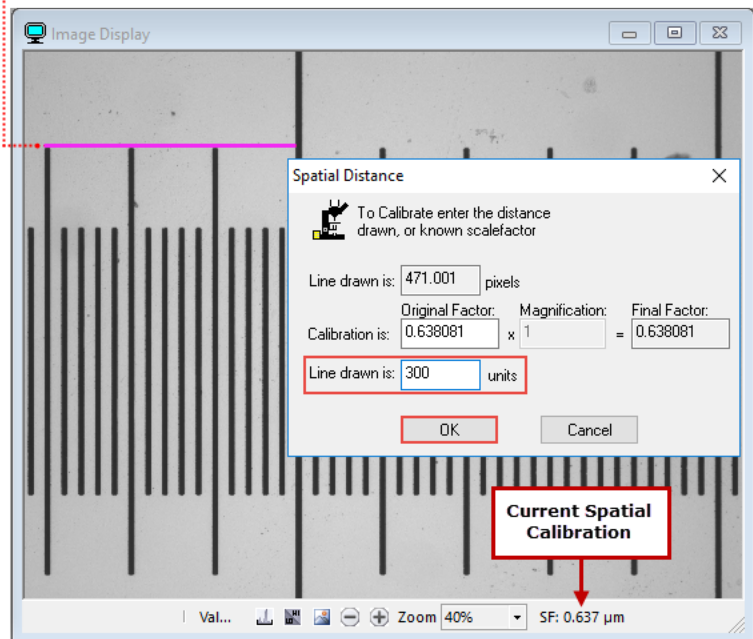 Image Display
Spatial Distance
To Calibrate enter the distance
drawn, or known scalefactor
Line drawn is: 471.001 pixels
Original Factor: Magnification: Final Factor:
Calibration is: 0.638081 x 1 = 0.638081
Line drawn is: 300 units
OK Cancel
Current Spatial
Calibration
Val... Zoom 40% SF: 0.637 µm